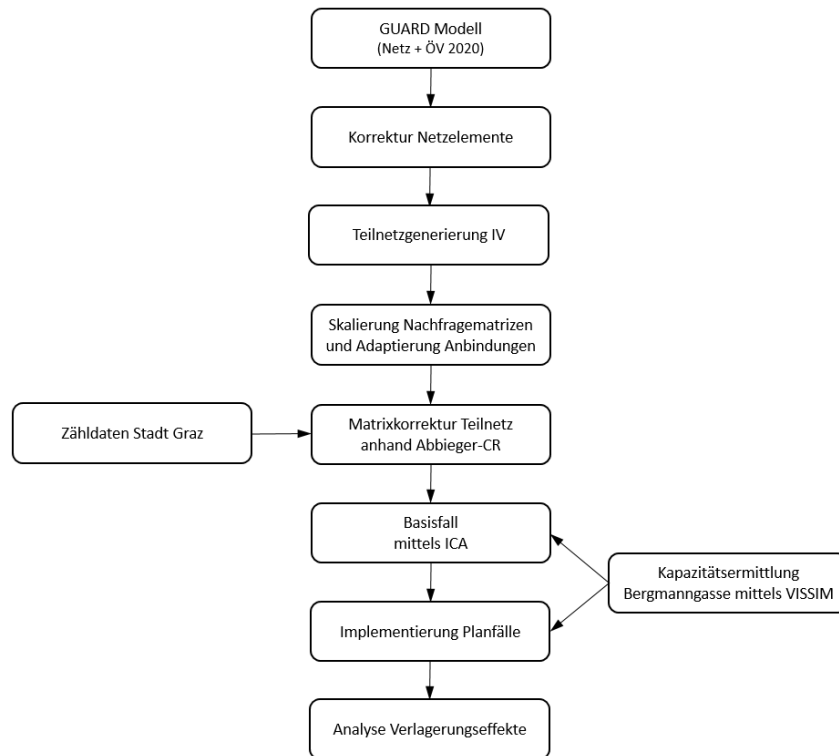 GUARD Modell
(Netz + ÖV 2020)
Korrektur Netzelemente
Teilnetzgenerierung IV
Skalierung Nachfragematrizen
und Adaptierung Anbindungen
Zähldaten Stadt Graz
Matrixkorrektur Teilnetz
anhand Abbieger-CR
Basisfall
mittels ICA
Kapazitätsermittlung
Bergmanngasse mittels VISSIM
Implementierung Planfälle
Analyse Verlagerungseffekte